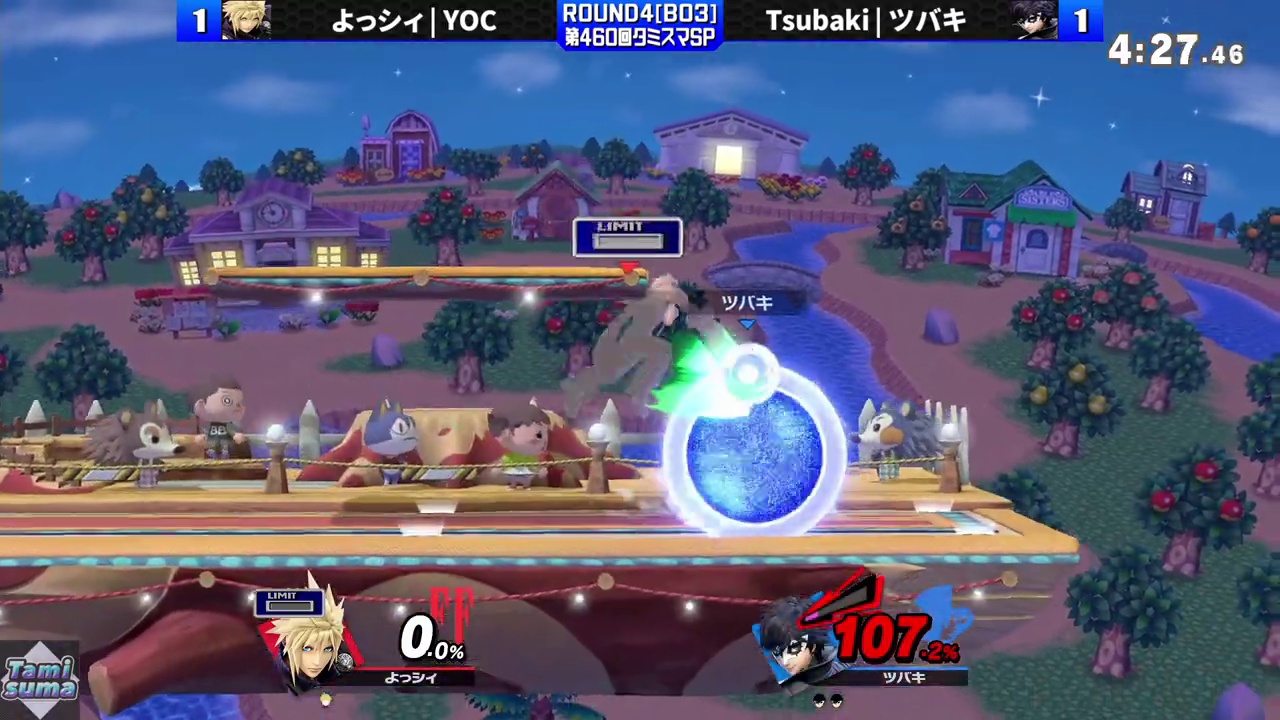 1
よっシィ | YOC
ROUND4[BO3]
第460回タミスマSP
Tsubaki | ツバキ
1
4:27.46
SISTERS
LIMIT
ツバキ
BB
LIMIT
0.0%
よっシィ
107.2%
ツバキ
Tami
suma